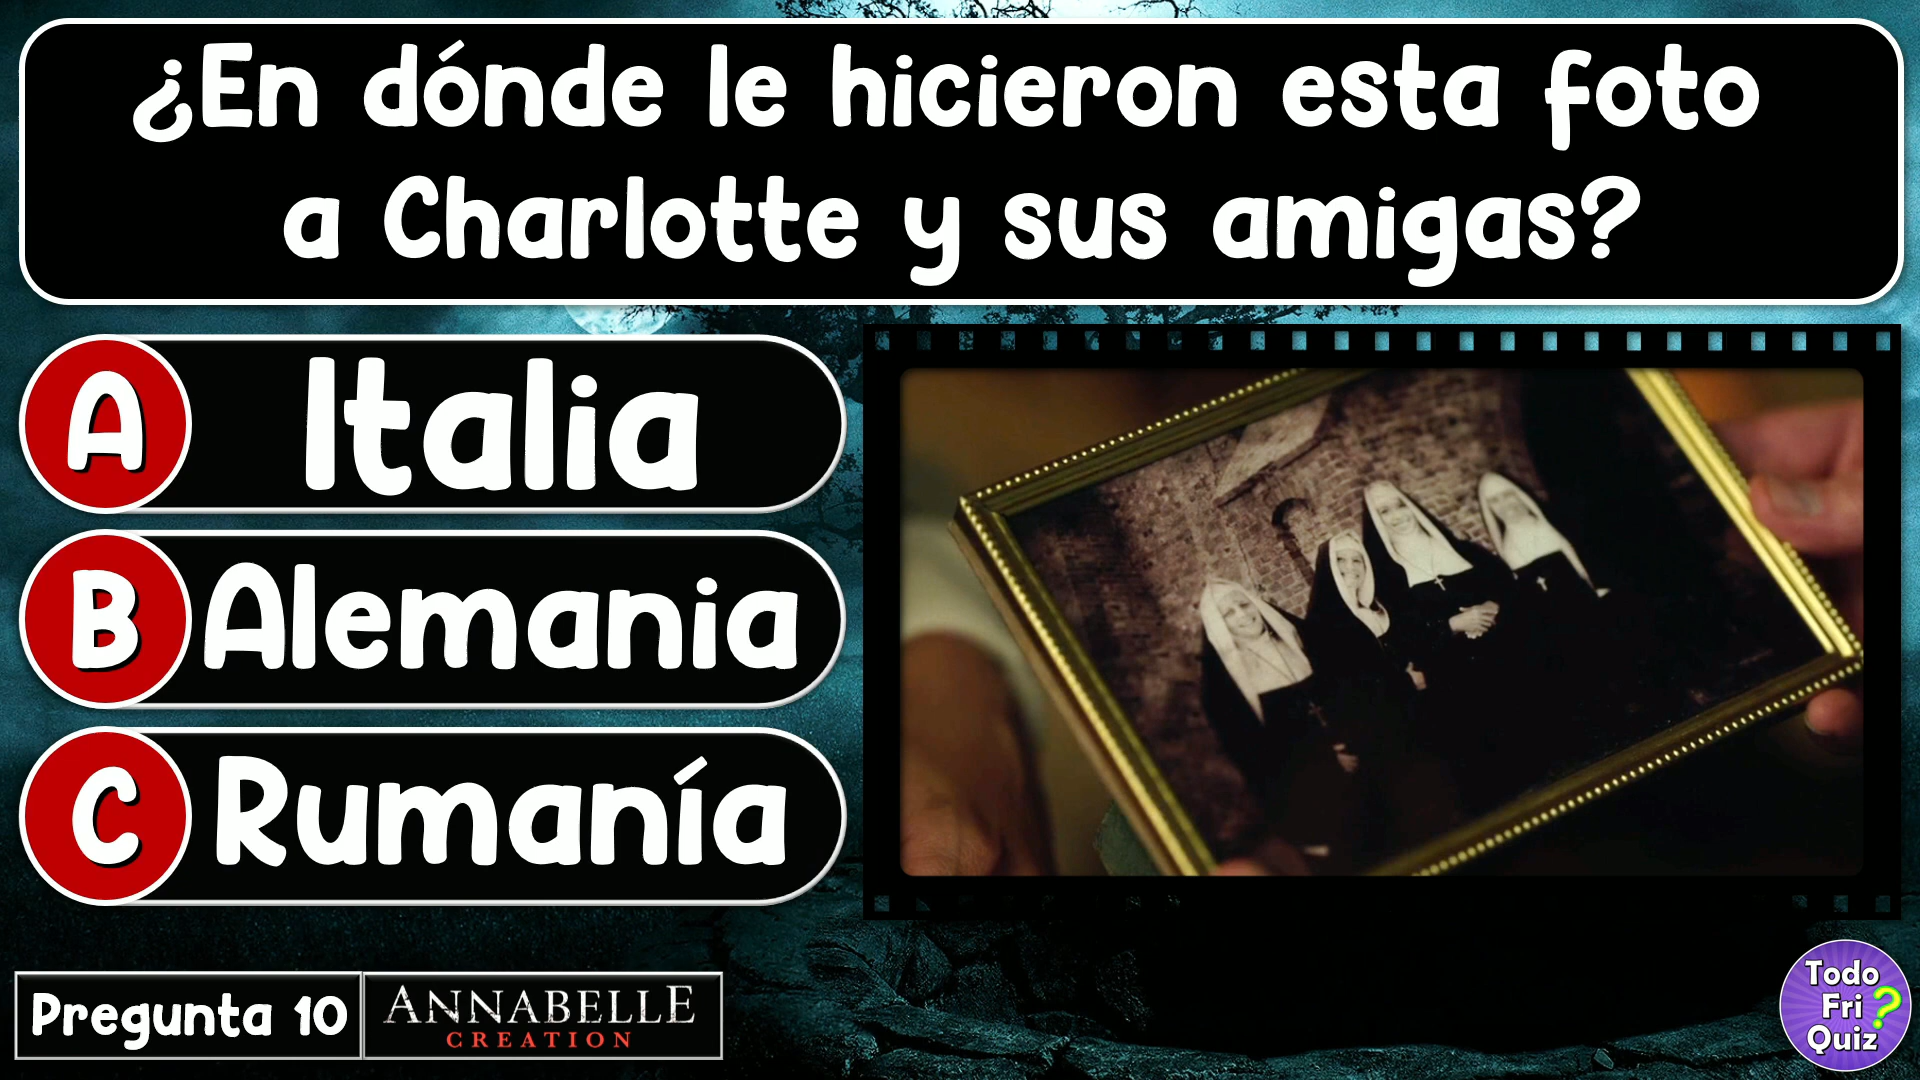 ¿En dónde le hicieron esta foto
a Charlotte y sus amigas?
A Italia
B Alemania
C Rumanía
Pregunta 10
ANNABELLE
CREATION
Todo
Fri ?
Quiz